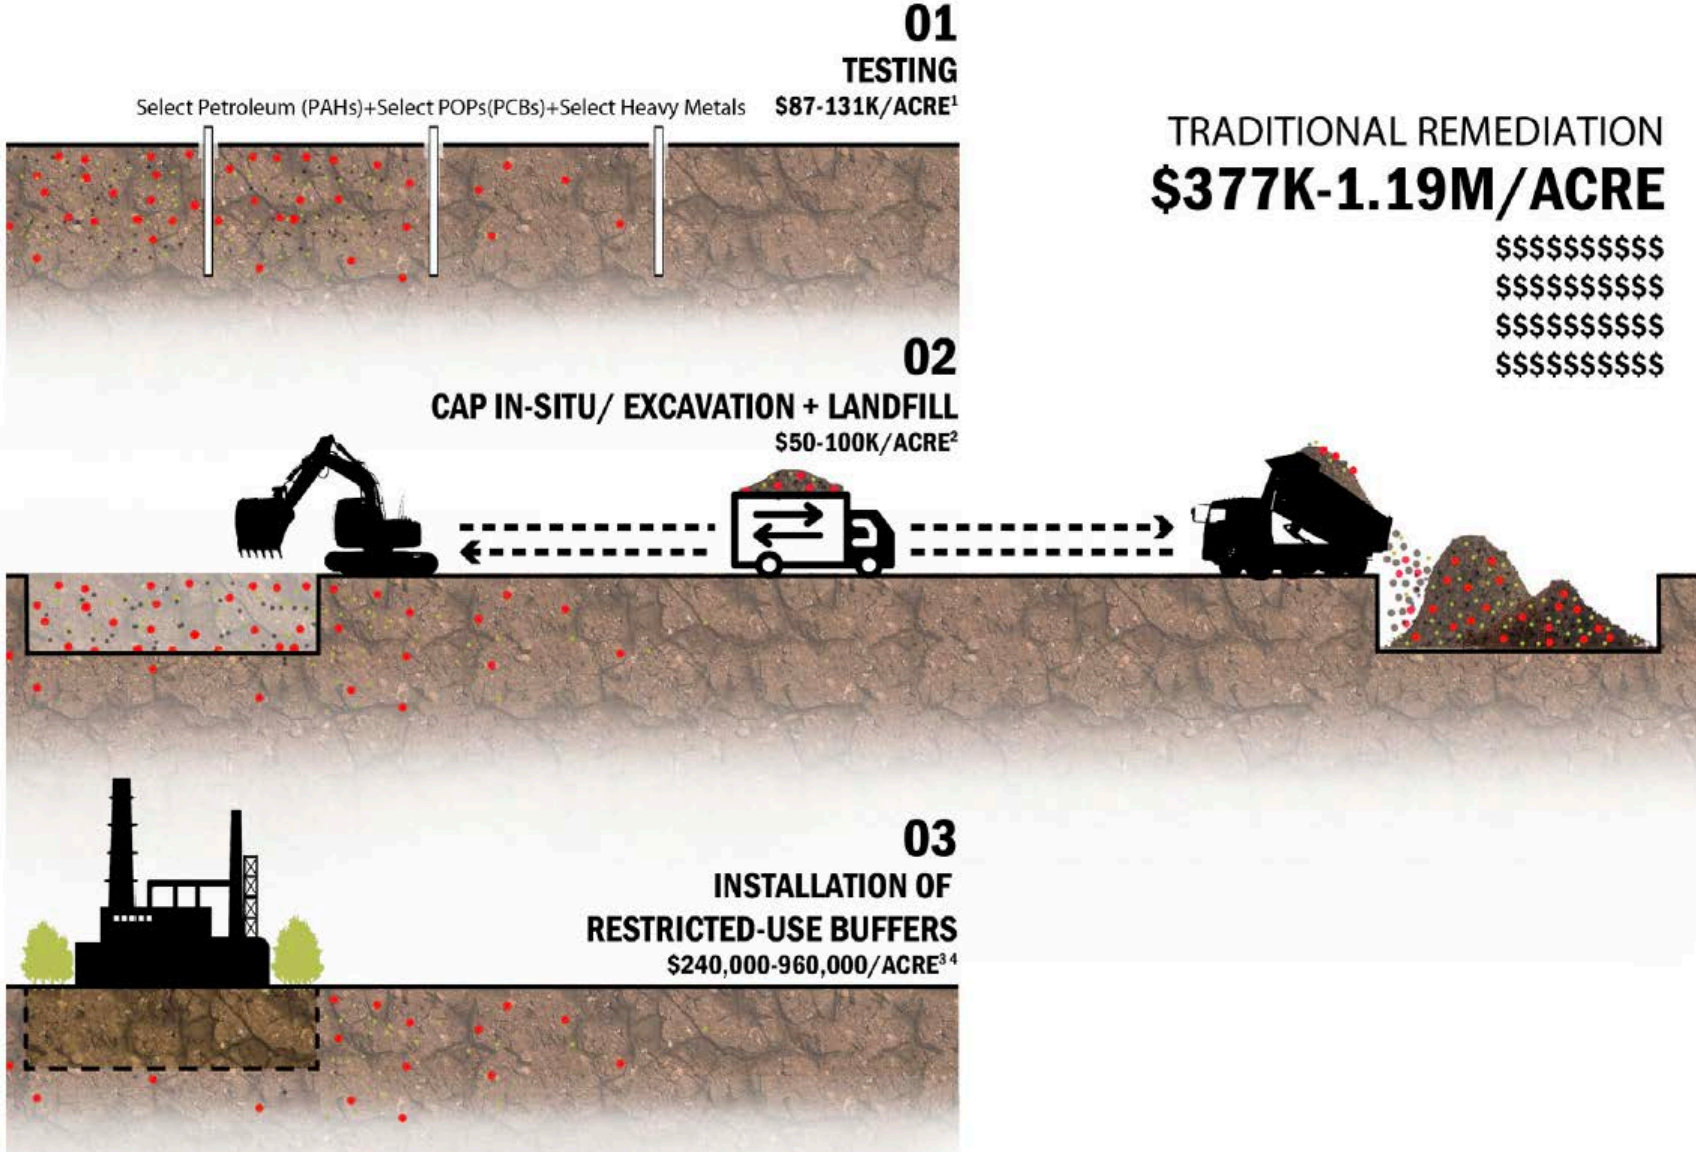 01
TESTING
Select Petroleum (PAHs)+Select POPs(PCBs)+Select Heavy Metals $87-131K/ACRE¹
TRADITIONAL REMEDIATION
$377K-1.19M/ACRE
$$$$$$$$$$
$$$$$$$$$$
$$$$$$$$$$
$$$$$$$$$$
02
CAP IN-SITU/ EXCAVATION + LANDFILL
$50-100K/ACRE²
03
INSTALLATION OF
RESTRICTED-USE BUFFERS
$240,000-960,000/ACRE³ ⁴